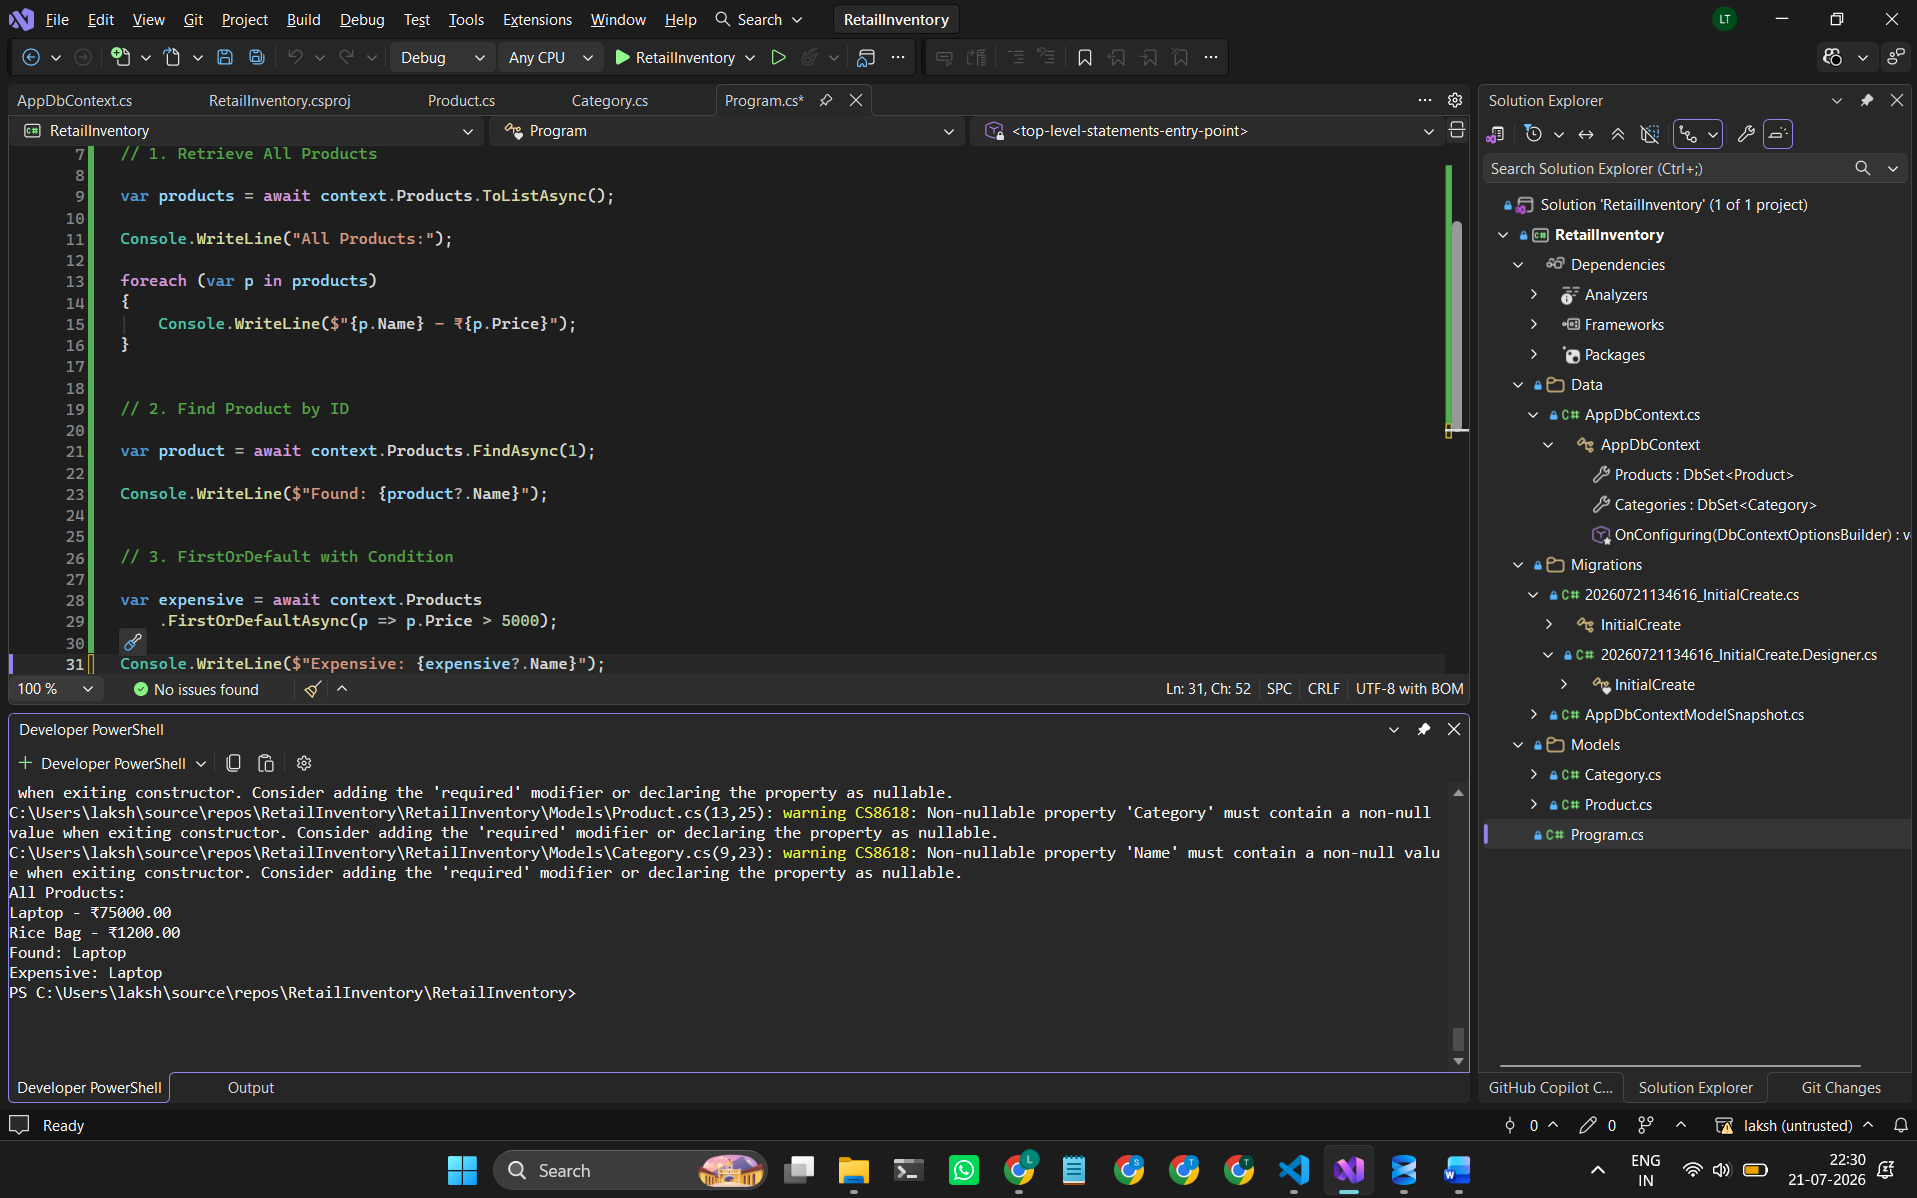 File Edit View Git Project Build Debug Test Tools Extensions Window Help Search RetailInventory LT
Debug Any CPU RetailInventory
AppDbContext.cs RetailInventory.csproj Product.cs Category.cs Program.cs*
RetailInventory Program <top-level-statements-entry-point>
7 // 1. Retrieve All Products
8
9 var products = await context.Products.ToListAsync();
10
11 Console.WriteLine("All Products:");
12
13 foreach (var p in products)
14 {
15 Console.WriteLine($"{p.Name} - ₹{p.Price}");
16 }
17
18
19 // 2. Find Product by ID
20
21 var product = await context.Products.FindAsync(1);
22
23 Console.WriteLine($"Found: {product?.Name}");
24
25
26 // 3. FirstOrDefault with Condition
27
28 var expensive = await context.Products
29 .FirstOrDefaultAsync(p => p.Price > 5000);
30
31 Console.WriteLine($"Expensive: {expensive?.Name}");
100 % No issues found Ln: 31, Ch: 52 SPC CRLF UTF-8 with BOM
Developer PowerShell
Developer PowerShell
when exiting constructor. Consider adding the 'required' modifier or declaring the property as nullable.
C:\Users\laksh\source\repos\RetailInventory\RetailInventory\Models\Product.cs(13,25): warning CS8618: Non-nullable property 'Category' must contain a non-null
value when exiting constructor. Consider adding the 'required' modifier or declaring the property as nullable.
C:\Users\laksh\source\repos\RetailInventory\RetailInventory\Models\Category.cs(9,23): warning CS8618: Non-nullable property 'Name' must contain a non-null valu
e when exiting constructor. Consider adding the 'required' modifier or declaring the property as nullable.
All Products:
Laptop - ₹75000.00
Rice Bag - ₹1200.00
Found: Laptop
Expensive: Laptop
PS C:\Users\laksh\source\repos\RetailInventory\RetailInventory>
Developer PowerShell Output
Solution Explorer
Search Solution Explorer (Ctrl+;)
Solution 'RetailInventory' (1 of 1 project)
RetailInventory
Dependencies
Analyzers
Frameworks
Packages
Data
C# AppDbContext.cs
AppDbContext
Products : DbSet<Product>
Categories : DbSet<Category>
OnConfiguring(DbContextOptionsBuilder) : v
Migrations
C# 20260721134616_InitialCreate.cs
InitialCreate
C# 20260721134616_InitialCreate.Designer.cs
InitialCreate
C# AppDbContextModelSnapshot.cs
Models
C# Category.cs
C# Product.cs
C# Program.cs
GitHub Copilot C... Solution Explorer Git Changes
Ready 0 0 laksh (untrusted)
Search ENG IN 22:30 21-07-2026